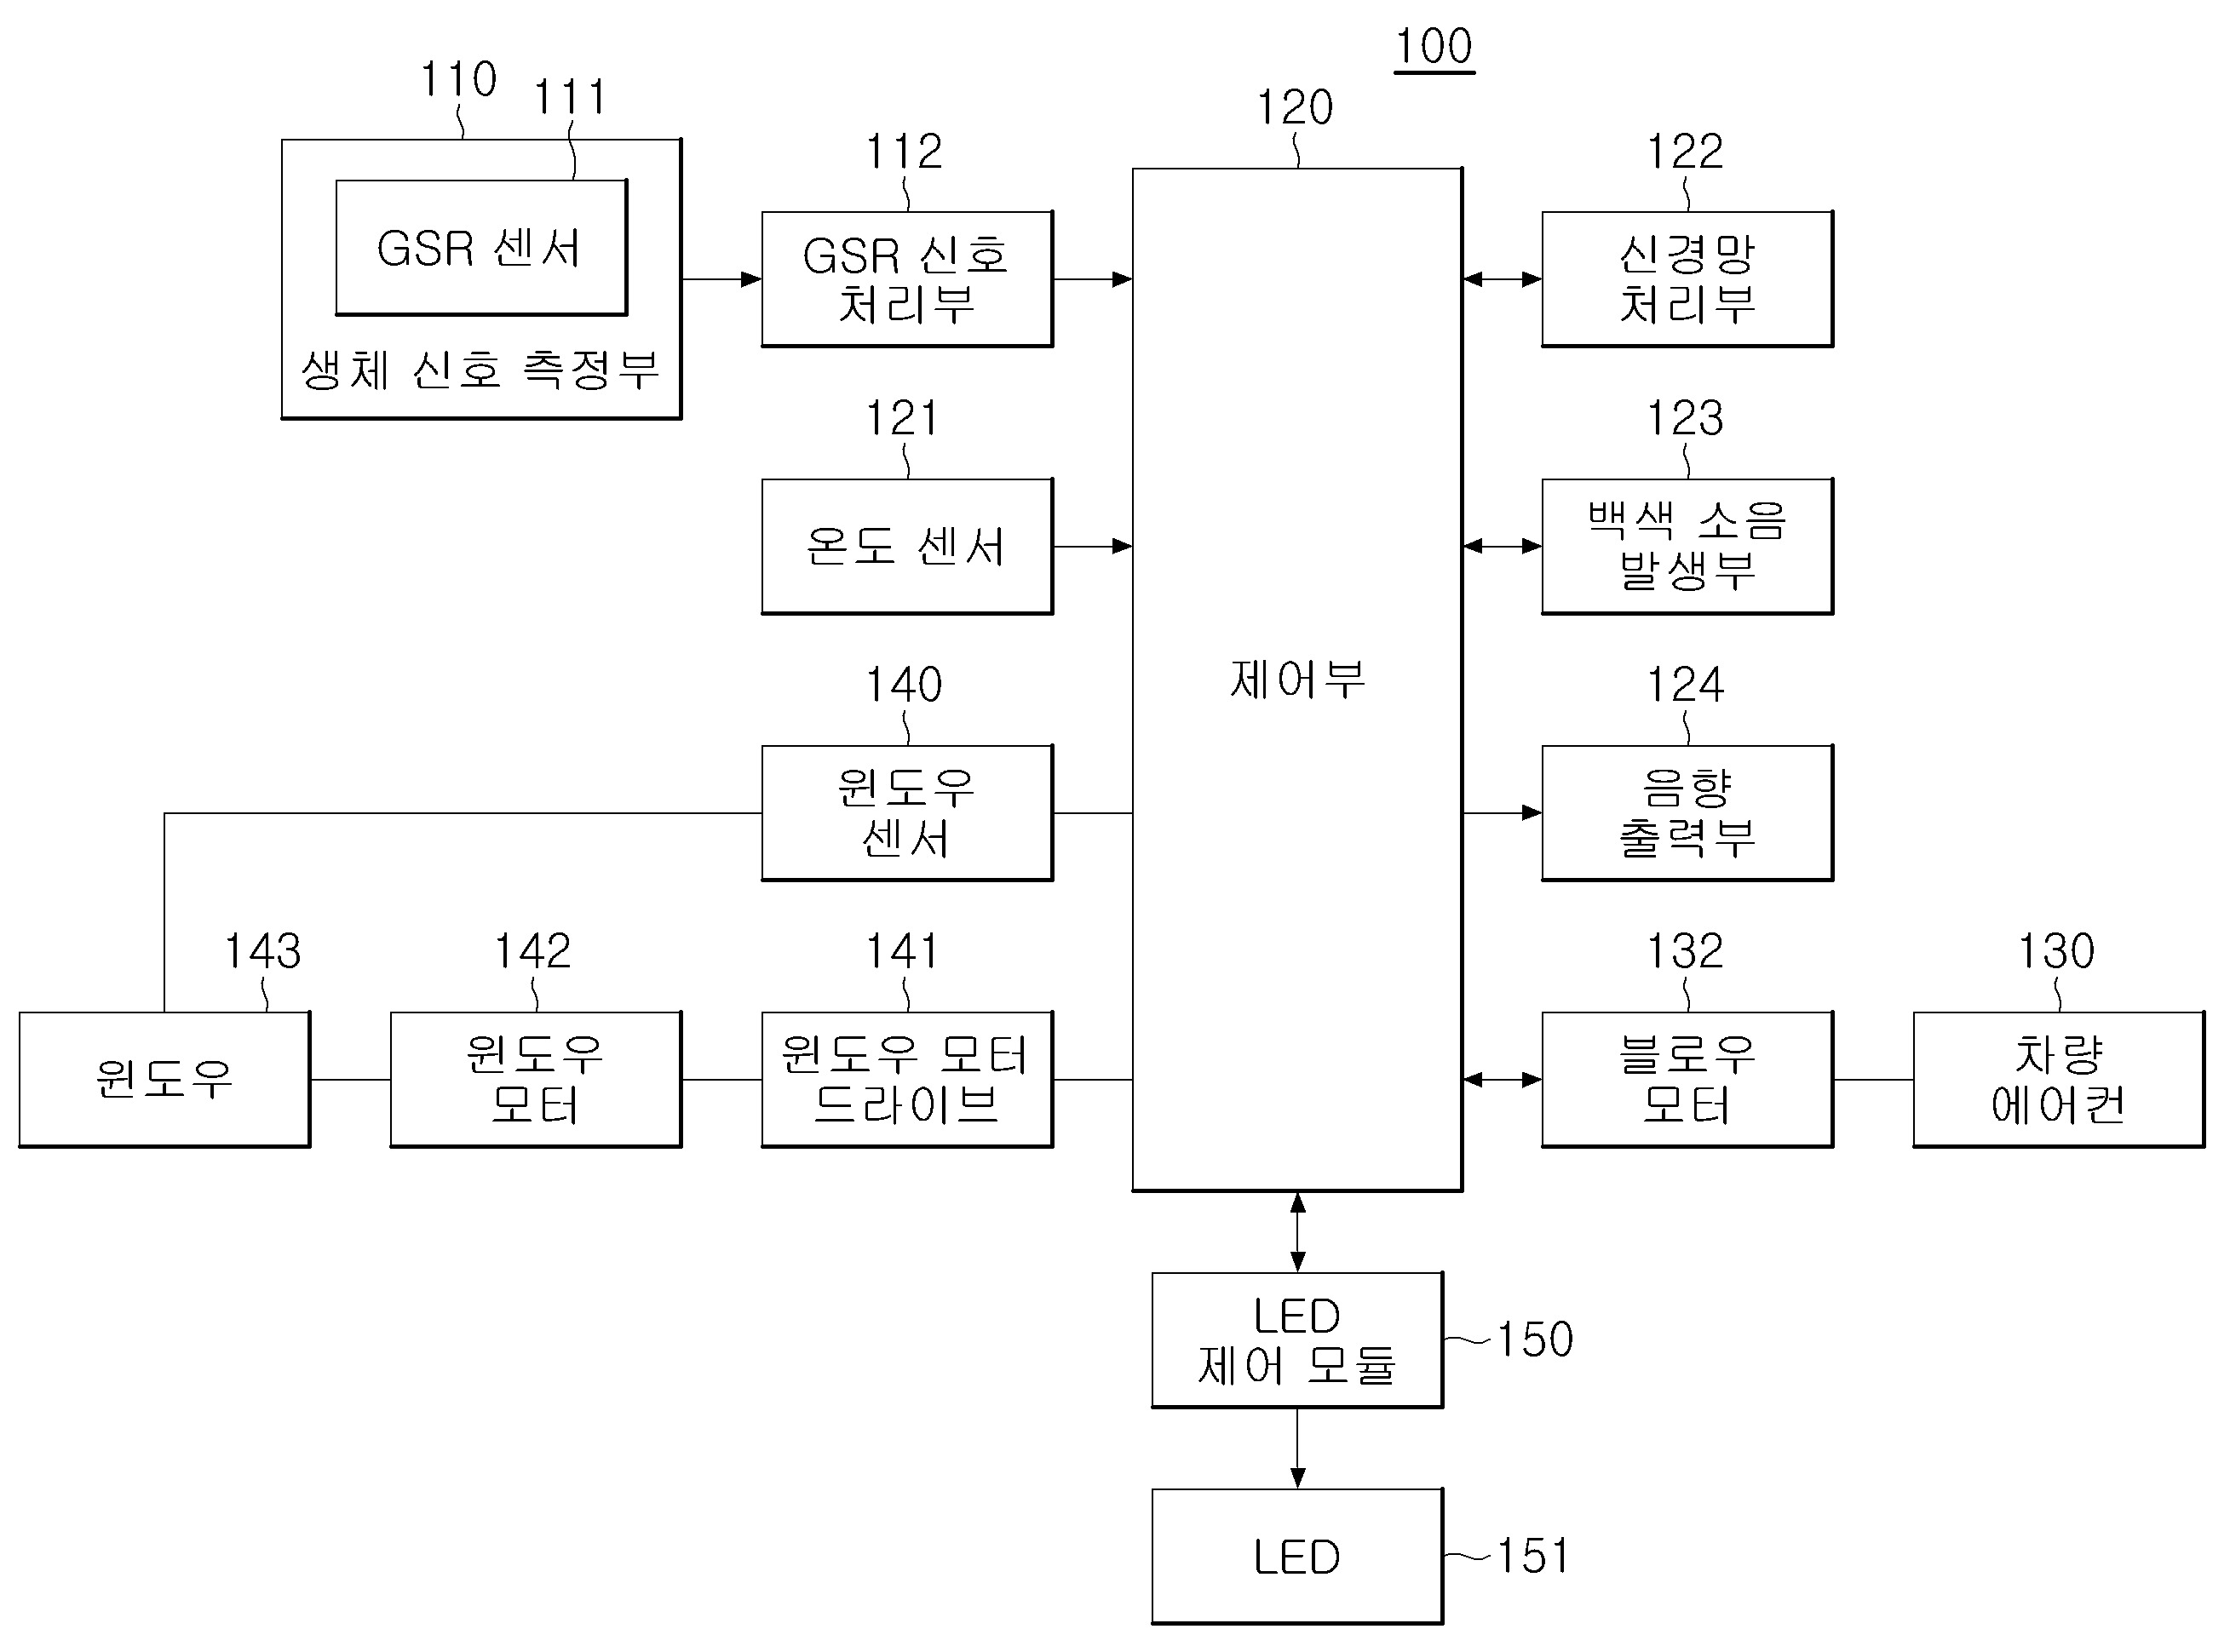 100
110
111
GSR 센서
생체 신호 측정부
112
GSR 신호
처리부
120
제어부
122
신경망
처리부
121
온도 센서
123
백색 소음
발생부
140
윈도우
센서
124
음향
출력부
143
윈도우
142
윈도우
모터
141
윈도우 모터
드라이브
132
블로우
모터
130
차량
에어컨
LED
제어 모듈
150
LED
151